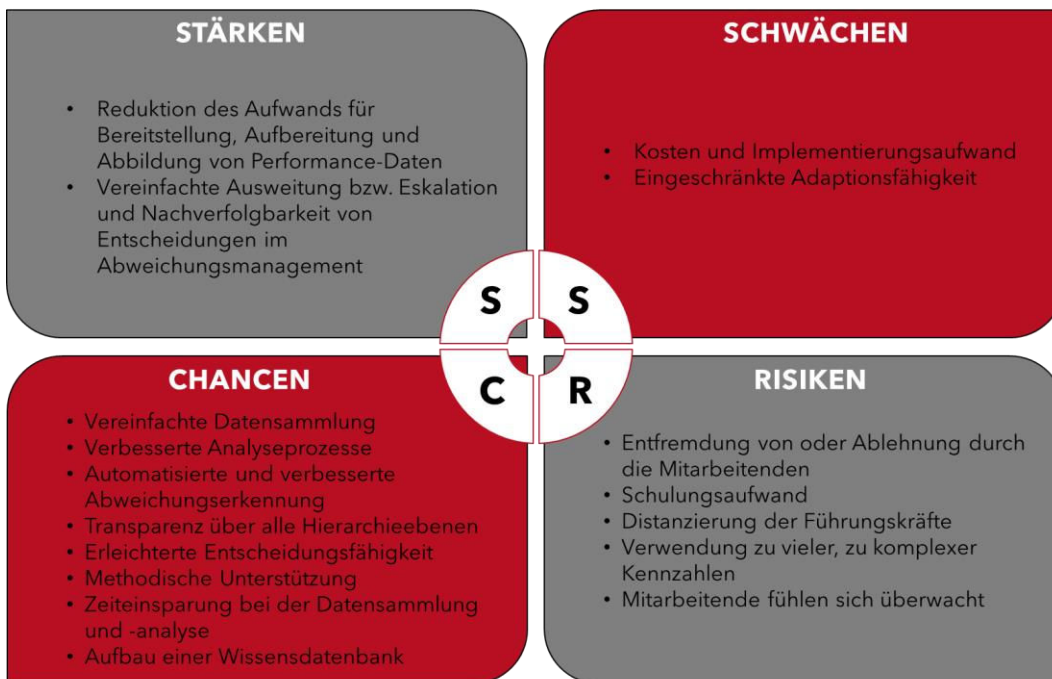 STÄRKEN
• Reduktion des Aufwands für
Bereitstellung, Aufbereitung und
Abbildung von Performance-Daten
• Vereinfachte Ausweitung bzw. Eskalation
und Nachverfolgbarkeit von
Entscheidungen im
Abweichungsmanagement
SCHWÄCHEN
• Kosten und Implementierungsaufwand
• Eingeschränkte Adaptionsfähigkeit
S S
C R
CHANCEN
• Vereinfachte Datensammlung
• Verbesserte Analyseprozesse
• Automatisierte und verbesserte
Abweichungserkennung
• Transparenz über alle Hierarchieebenen
• Erleichterte Entscheidungsfähigkeit
• Methodische Unterstützung
• Zeiteinsparung bei der Datensammlung
und -analyse
• Aufbau einer Wissensdatenbank
RISIKEN
• Entfremdung von oder Ablehnung durch
die Mitarbeitenden
• Schulungsaufwand
• Distanzierung der Führungskräfte
• Verwendung zu vieler, zu komplexer
Kennzahlen
• Mitarbeitende fühlen sich überwacht